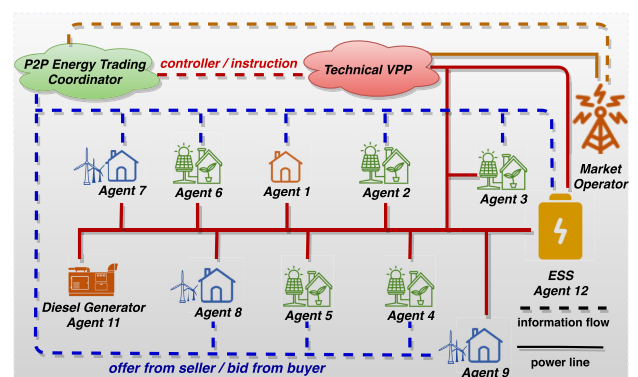 P2P Energy Trading
Coordinator
controller / instruction
Technical VPP
Market
Operator
Agent 7
Agent 6
Agent 1
Agent 2
Agent 3
ESS
Agent 12
Diesel Generator
Agent 11
Agent 8
Agent 5
Agent 4
Agent 9
information flow
power line
offer from seller / bid from buyer